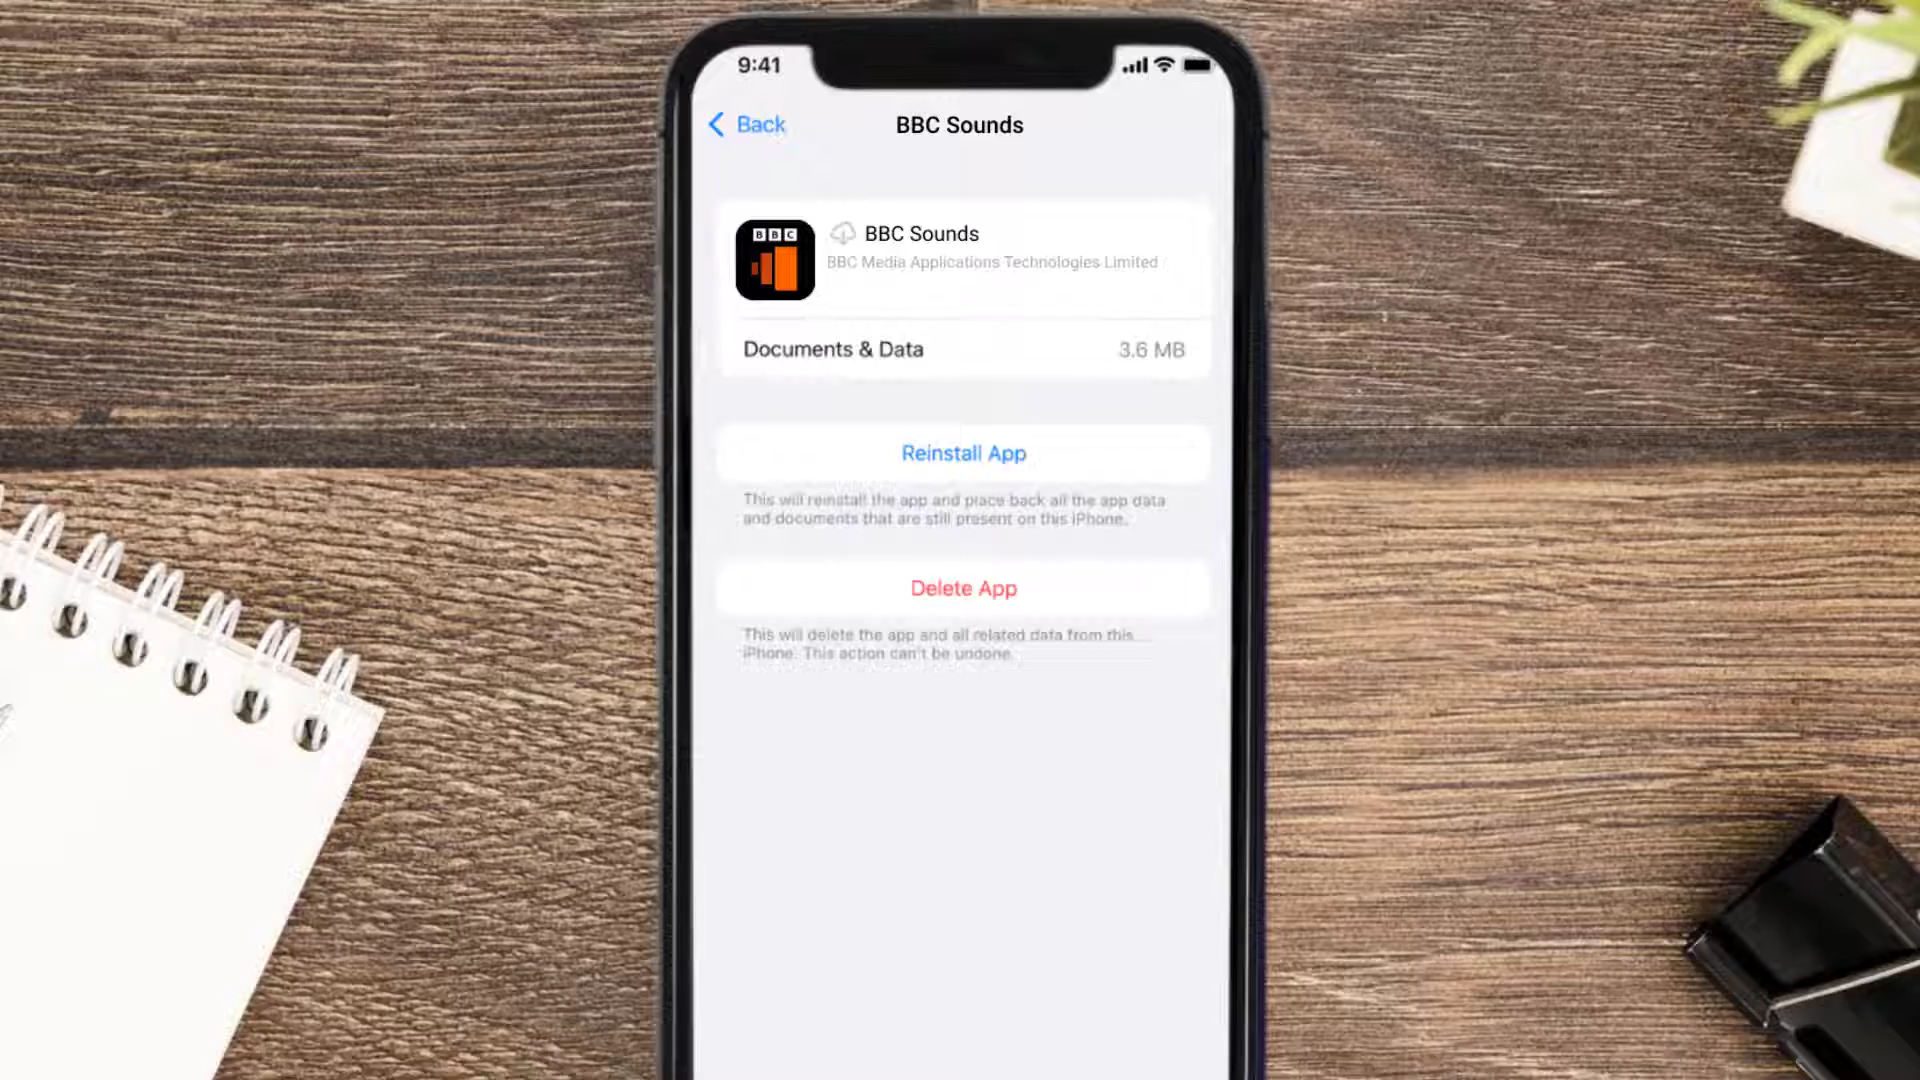 9:41
Back
BBC Sounds
BBC
BBC Sounds
BBC Media Applications Technologies Limited
Documents & Data
3.6 MB
Reinstall App
This will reinstall the app and place back all the app data
and documents that are still present on this iPhone.
Delete App
This will delete the app and all related data from this
iPhone. This action can't be undone.